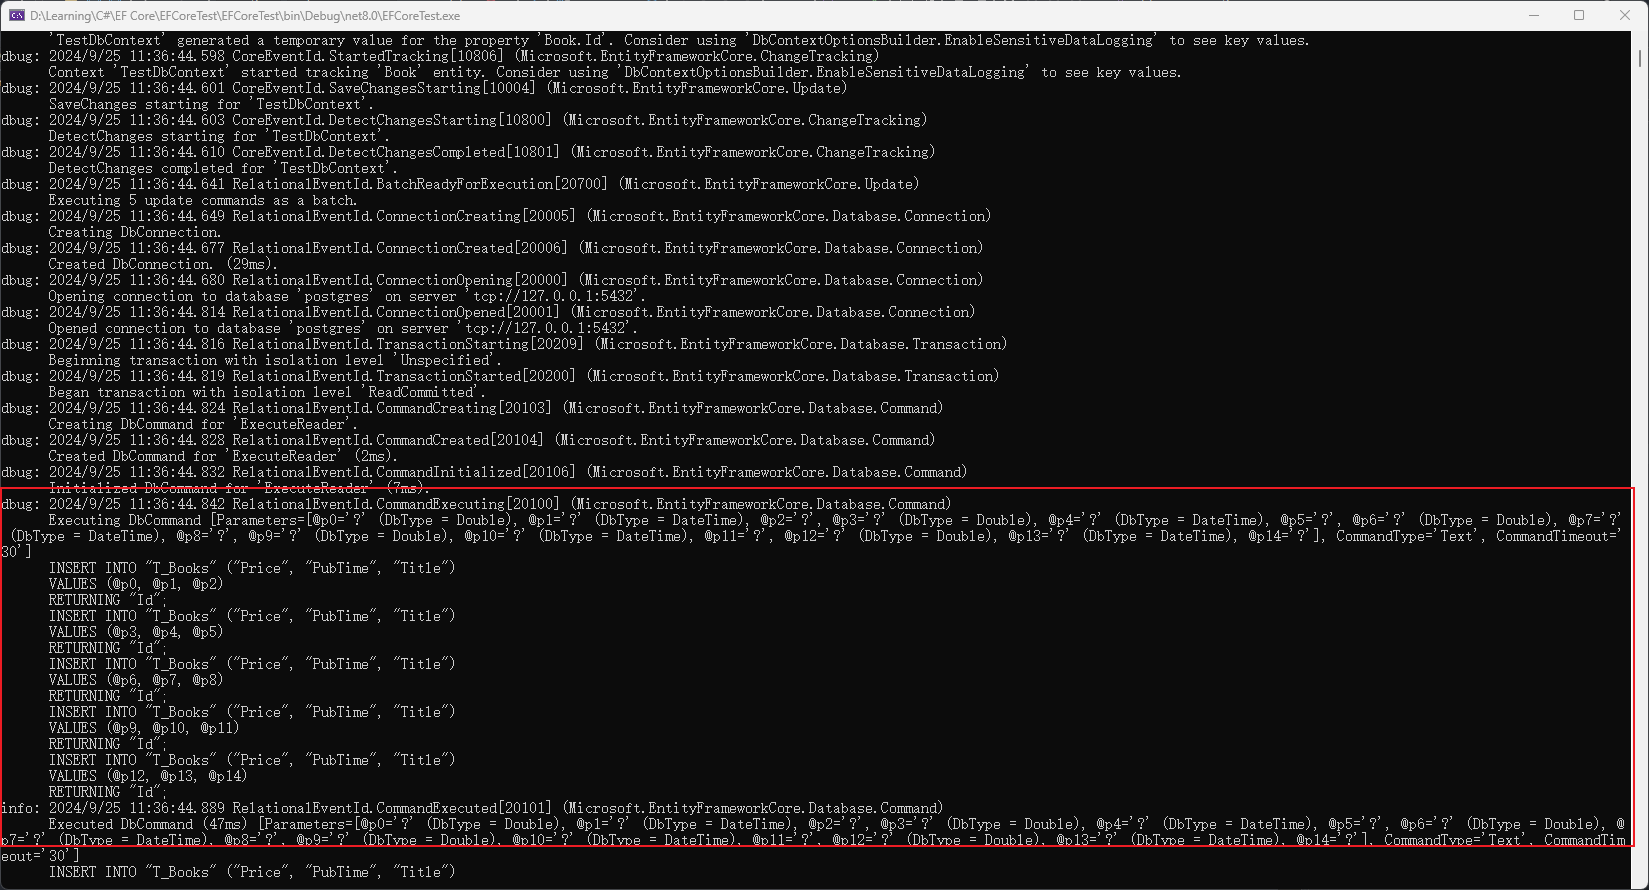 D:\Learning\C#\EF Core\EFCoreTest\EFCoreTest\bin\Debug\net8.0\EFCoreTest.exe
'TestDbContext' generated a temporary value for the property 'Book.Id'. Consider using 'DbContextOptionsBuilder.EnableSensitiveDataLogging' to see key values.
dbug: 2024/9/25 11:36:44.598 CoreEventId.StartedTracking[10806] (Microsoft.EntityFrameworkCore.ChangeTracking)
Context 'TestDbContext' started tracking 'Book' entity. Consider using 'DbContextOptionsBuilder.EnableSensitiveDataLogging' to see key values.
dbug: 2024/9/25 11:36:44.601 CoreEventId.SaveChangesStarting[10004] (Microsoft.EntityFrameworkCore.Update)
SaveChanges starting for 'TestDbContext'.
dbug: 2024/9/25 11:36:44.603 CoreEventId.DetectChangesStarting[10800] (Microsoft.EntityFrameworkCore.ChangeTracking)
DetectChanges starting for 'TestDbContext'.
dbug: 2024/9/25 11:36:44.610 CoreEventId.DetectChangesCompleted[10801] (Microsoft.EntityFrameworkCore.ChangeTracking)
DetectChanges completed for 'TestDbContext'.
dbug: 2024/9/25 11:36:44.641 RelationalEventId.BatchReadyForExecution[20700] (Microsoft.EntityFrameworkCore.Update)
Executing 5 update commands as a batch.
dbug: 2024/9/25 11:36:44.649 RelationalEventId.ConnectionCreating[20005] (Microsoft.EntityFrameworkCore.Database.Connection)
Creating DbConnection.
dbug: 2024/9/25 11:36:44.677 RelationalEventId.ConnectionCreated[20006] (Microsoft.EntityFrameworkCore.Database.Connection)
Created DbConnection. (29ms).
dbug: 2024/9/25 11:36:44.680 RelationalEventId.ConnectionOpening[20000] (Microsoft.EntityFrameworkCore.Database.Connection)
Opening connection to database 'postgres' on server 'tcp://127.0.0.1:5432'.
dbug: 2024/9/25 11:36:44.814 RelationalEventId.ConnectionOpened[20001] (Microsoft.EntityFrameworkCore.Database.Connection)
Opened connection to database 'postgres' on server 'tcp://127.0.0.1:5432'.
dbug: 2024/9/25 11:36:44.816 RelationalEventId.TransactionStarting[20209] (Microsoft.EntityFrameworkCore.Database.Transaction)
Beginning transaction with isolation level 'Unspecified'.
dbug: 2024/9/25 11:36:44.819 RelationalEventId.TransactionStarted[20200] (Microsoft.EntityFrameworkCore.Database.Transaction)
Began transaction with isolation level 'ReadCommitted'.
dbug: 2024/9/25 11:36:44.824 RelationalEventId.CommandCreating[20103] (Microsoft.EntityFrameworkCore.Database.Command)
Creating DbCommand for 'ExecuteReader'.
dbug: 2024/9/25 11:36:44.828 RelationalEventId.CommandCreated[20104] (Microsoft.EntityFrameworkCore.Database.Command)
Created DbCommand for 'ExecuteReader' (2ms).
dbug: 2024/9/25 11:36:44.832 RelationalEventId.CommandInitialized[20106] (Microsoft.EntityFrameworkCore.Database.Command)
Initialized DbCommand for 'ExecuteReader' (7ms).
dbug: 2024/9/25 11:36:44.842 RelationalEventId.CommandExecuting[20100] (Microsoft.EntityFrameworkCore.Database.Command)
Executing DbCommand [Parameters=[@p0='?' (DbType = Double), @p1='?' (DbType = DateTime), @p2='?', @p3='?' (DbType = Double), @p4='?' (DbType = DateTime), @p5='?', @p6='?' (DbType = Double), @p7='?'
(DbType = DateTime), @p8='?', @p9='?' (DbType = Double), @p10='?' (DbType = DateTime), @p11='?', @p12='?' (DbType = Double), @p13='?' (DbType = DateTime), @p14='?'], CommandType='Text', CommandTimeout='
30']
INSERT INTO "T_Books" ("Price", "PubTime", "Title")
VALUES (@p0, @p1, @p2)
RETURNING "Id";
INSERT INTO "T_Books" ("Price", "PubTime", "Title")
VALUES (@p3, @p4, @p5)
RETURNING "Id";
INSERT INTO "T_Books" ("Price", "PubTime", "Title")
VALUES (@p6, @p7, @p8)
RETURNING "Id";
INSERT INTO "T_Books" ("Price", "PubTime", "Title")
VALUES (@p9, @p10, @p11)
RETURNING "Id";
INSERT INTO "T_Books" ("Price", "PubTime", "Title")
VALUES (@p12, @p13, @p14)
RETURNING "Id";
info: 2024/9/25 11:36:44.889 RelationalEventId.CommandExecuted[20101] (Microsoft.EntityFrameworkCore.Database.Command)
Executed DbCommand (47ms) [Parameters=[@p0='?' (DbType = Double), @p1='?' (DbType = DateTime), @p2='?', @p3='?' (DbType = Double), @p4='?' (DbType = DateTime), @p5='?', @p6='?' (DbType = Double), @
p7='?' (DbType = DateTime), @p8='?', @p9='?' (DbType = Double), @p10='?' (DbType = DateTime), @p11='?', @p12='?' (DbType = Double), @p13='?' (DbType = DateTime), @p14='?'], CommandType='Text', CommandTim
eout='30']
INSERT INTO "T_Books" ("Price", "PubTime", "Title")